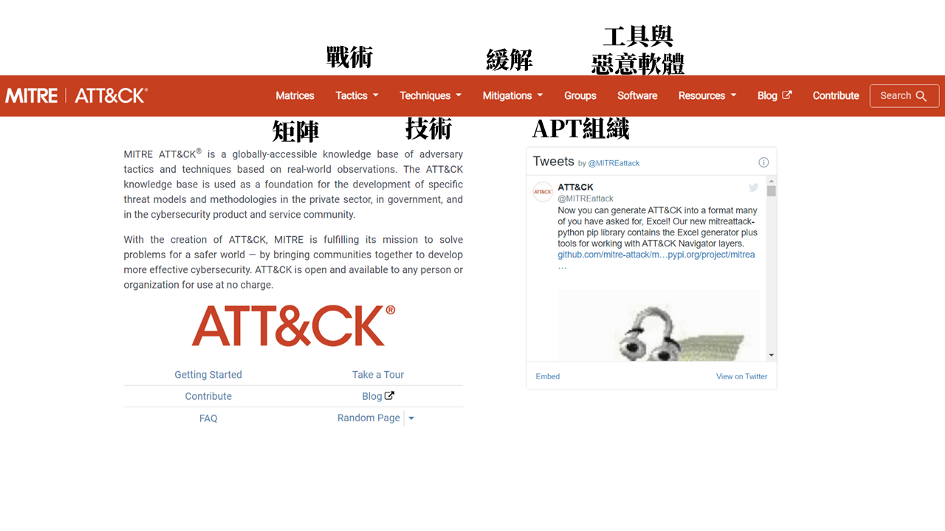 工具與
戰術
緩解
惡意軟體
MITRE | ATT&CK®
Matrices Tactics Techniques Mitigations Groups Software Resources Blog Contribute Search
矩陣
技術
APT組織
MITRE ATT&CK® is a globally-accessible knowledge base of adversary
tactics and techniques based on real-world observations. The ATT&CK
knowledge base is used as a foundation for the development of specific
threat models and methodologies in the private sector, in government, and
in the cybersecurity product and service community.
With the creation of ATT&CK, MITRE is fulfilling its mission to solve
problems for a safer world — by bringing communities together to develop
more effective cybersecurity. ATT&CK is open and available to any person or
organization for use at no charge.
ATT&CK®
Getting Started Take a Tour
Contribute Blog
FAQ Random Page
Tweets by @MITREattack
ATT&CK
ATT&CK
@MITREattack
Now you can generate ATT&CK into a format many
of you have asked for, Excel! Our new mitreattack-
python pip library contains the Excel generator plus
tools for working with ATT&CK Navigator layers.
github.com/mitre-attack/m…pypi.org/project/mitrea
…
Embed View on Twitter